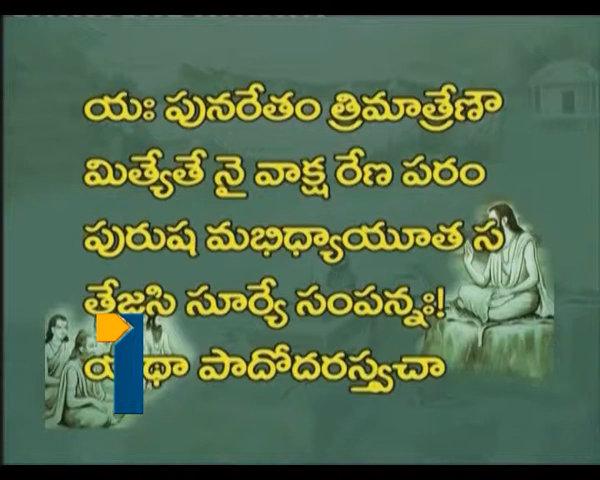 యః పునరేతం త్రిమాత్రేణౌ
మిత్యేతే నై వాక్ష రేణ పరం
పురుష మభిధ్యాయూత స
తేజసి సూర్యే సంపన్నః!
పాదోదరస్త్వచా